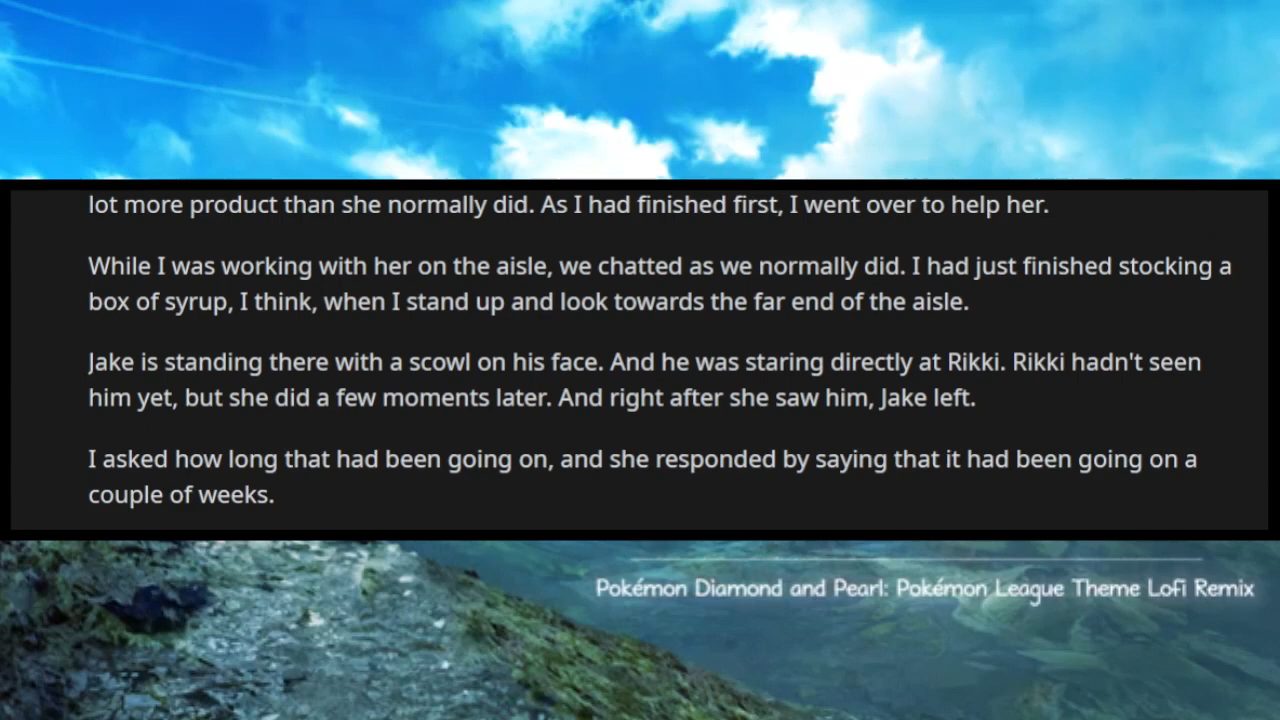 lot more product than she normally did. As I had finished first, I went over to help her.
While I was working with her on the aisle, we chatted as we normally did. I had just finished stocking a
box of syrup, I think, when I stand up and look towards the far end of the aisle.
Jake is standing there with a scowl on his face. And he was staring directly at Rikki. Rikki hadn't seen
him yet, but she did a few moments later. And right after she saw him, Jake left.
I asked how long that had been going on, and she responded by saying that it had been going on a
couple of weeks.
Pokémon Diamond and Pearl: Pokémon League Theme Lofi Remix